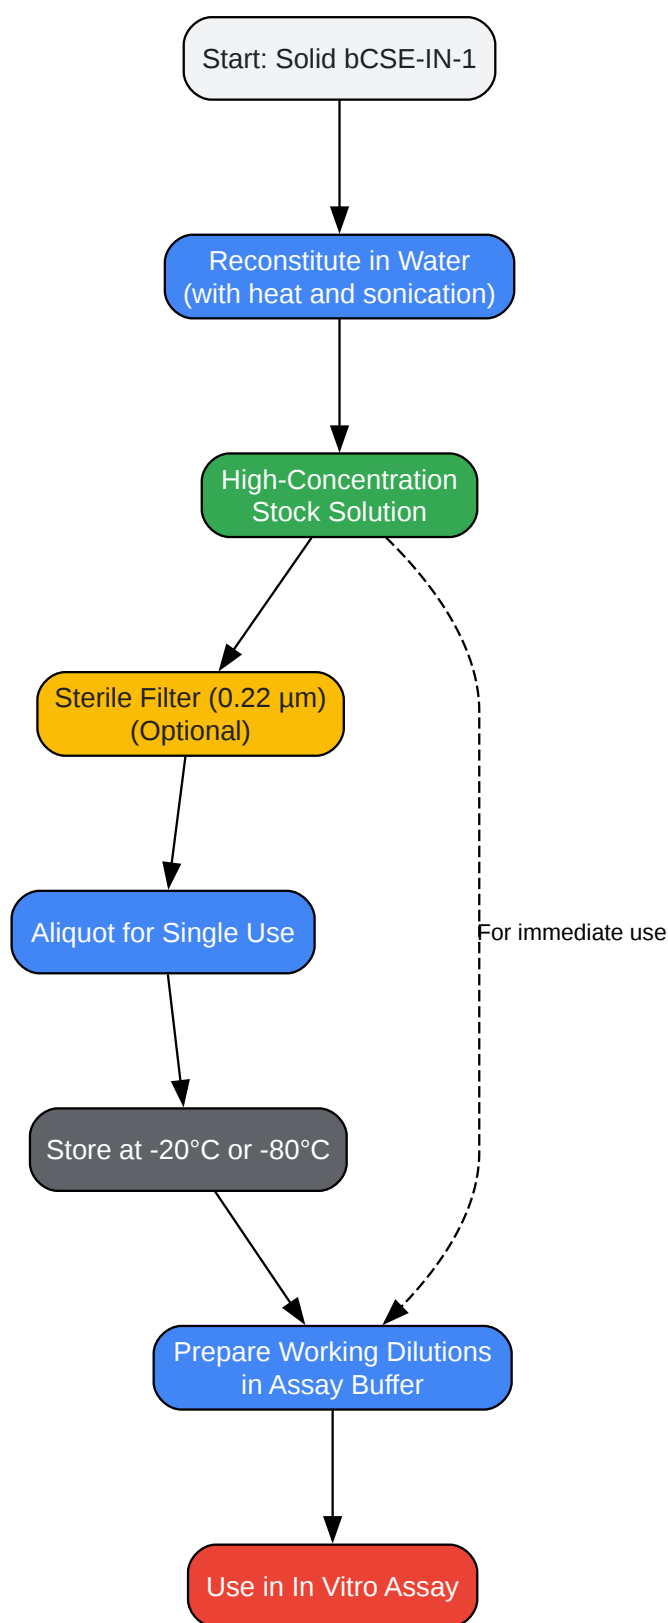 Start: Solid bCSE-IN-1
Reconstitute in Water
(with heat and sonication)
High-Concentration
Stock Solution
Sterile Filter (0.22 µm)
(Optional)
Aliquot for Single Use
For immediate use
Store at -20°C or -80°C
Prepare Working Dilutions
in Assay Buffer
Use in In Vitro Assay